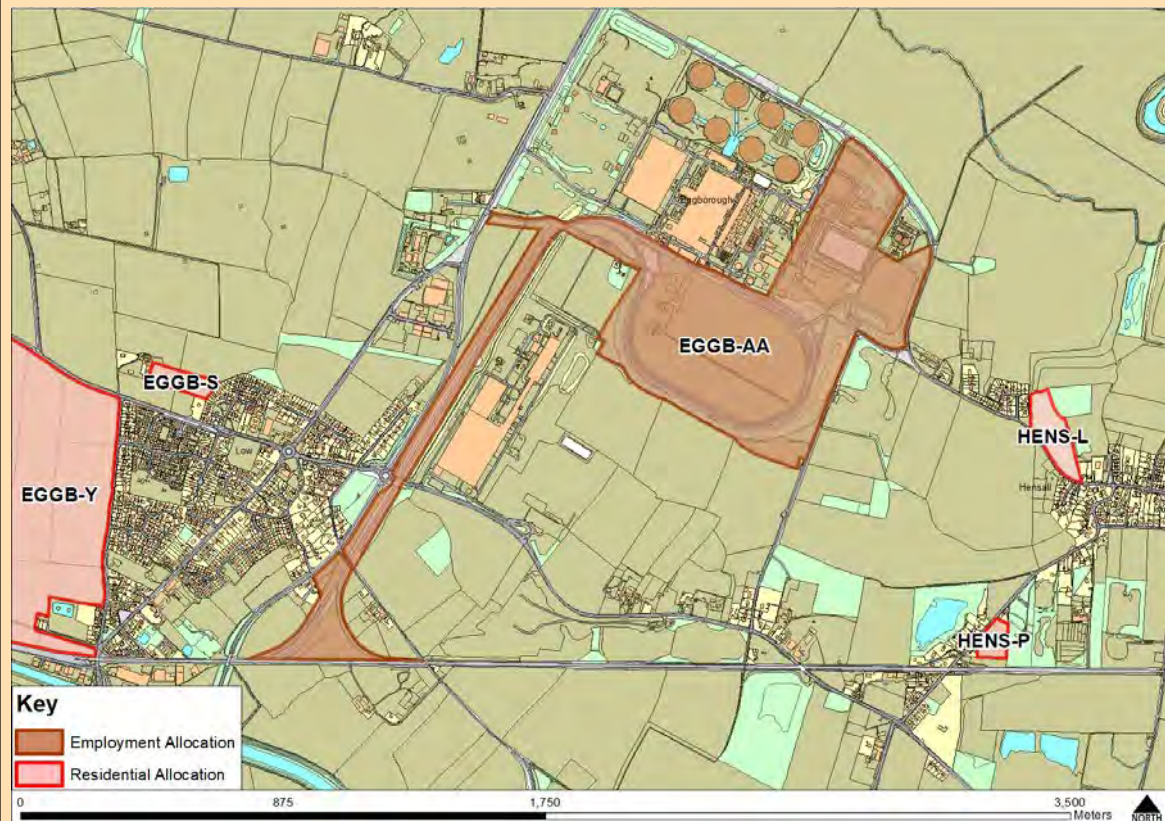 Eggborough
EGGB-AA
EGGB-S
Low
EGGB-Y
HENS-L
Hensall
HENS-P
Key
Employment Allocation
Residential Allocation
0 875 1,750 3,500
Meters
NORTH